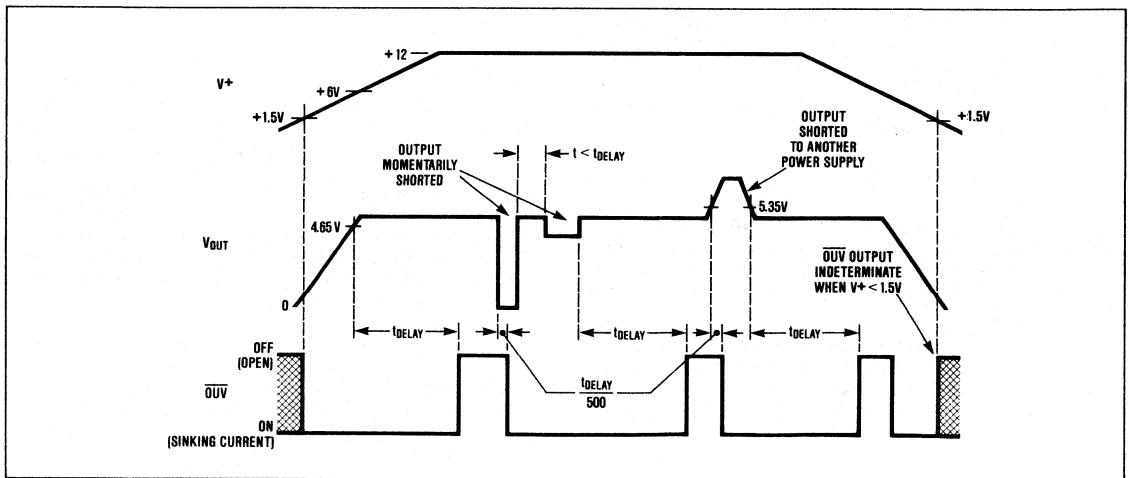 +12
V+
+6V
+1.5V
+1.5V
OUTPUT
SHORTED
TO ANOTHER
POWER SUPPLY
OUTPUT
MOMENTARILY
SHORTED
t < tDELAY
5.35V
4.65V
VOUT
OUV OUTPUT
INDETERMINATE
WHEN V+ < 1.5V
0
tDELAY
tDELAY
tDELAY
OFF
(OPEN)
tDELAY
500
OUV
ON
(SINKING CURRENT)